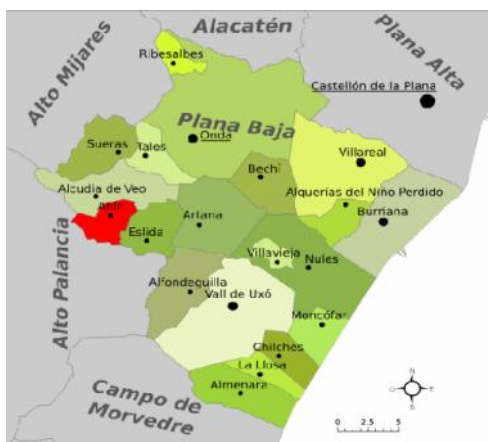 Alacatén
Plana Alta
Alto Mijares
Ribesalbes
Castellón de la Plana
Plana Baja
Onda
Sueras
Tales
Bechí
Villareal
Alcudia de Veo
Alquerías del Niño Perdido
Ahín
Burriana
Artana
Eslida
Alto Palancia
Villavieja
Nules
Alfondeguilla
Vall de Uxó
Moncófar
Chilches
La Llosa
Almenara
Campo de
Morvedre
N
0 2.5 5